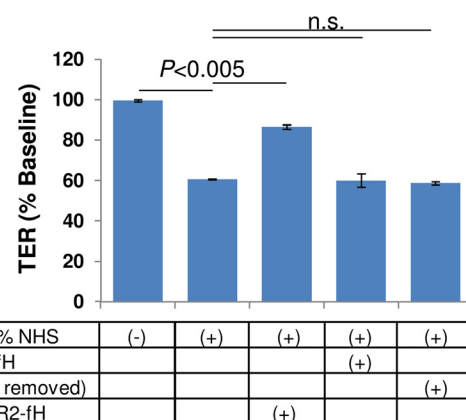 n.s.
P<0.005
TER (% Baseline)
120
100
80
60
40
20
0
% NHS (-) (+) (+) (+) (+)
fH (+)
removed) (+)
R2-fH (+)